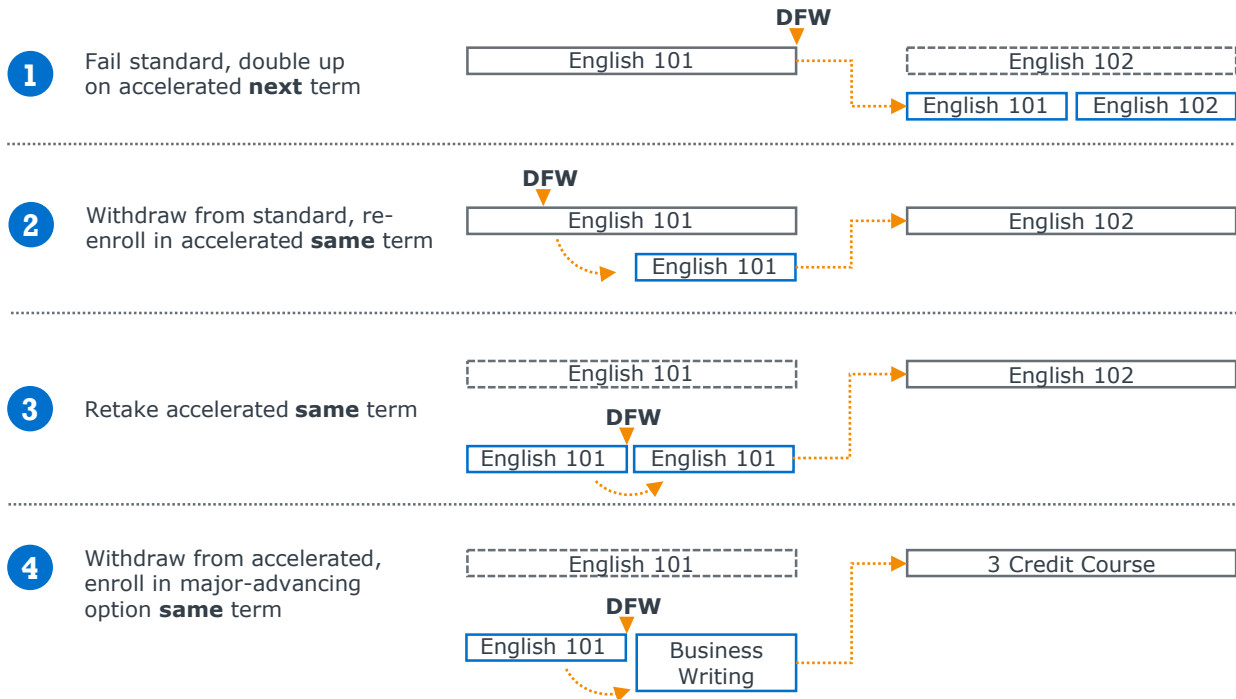 DFW
1
Fail standard, double up
on accelerated next term
English 101
English 102
English 101
English 102
DFW
2
Withdraw from standard, re-
enroll in accelerated same term
English 101
English 102
English 101
3
Retake accelerated same term
English 101
English 102
DFW
English 101
English 101
4
Withdraw from accelerated,
enroll in major-advancing
option same term
English 101
3 Credit Course
DFW
English 101
Business
Writing